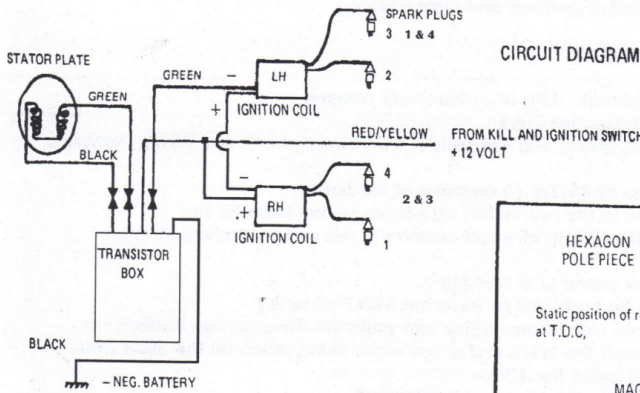 SPARK PLUGS
3 1 & 4
CIRCUIT DIAGRAM
STATOR PLATE
GREEN
–
LH
2
GREEN
IGNITION COIL
+
RED/YELLOW
FROM KILL AND IGNITION SWITCH
+12 VOLT
BLACK
4
–
2 & 3
RH
+
IGNITION COIL
1
HEXAGON
POLE PIECE
TRANSISTOR
BOX
Static position of r
at T.D.C,
BLACK
– NEG. BATTERY
MAG